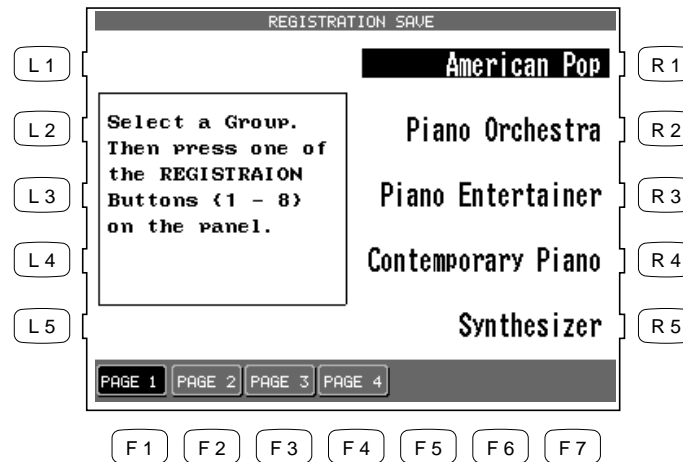 REGISTRATION SAVE
L 1
American Pop
R 1
L 2
Select a Group.
Then press one of
the REGISTRAION
Buttons (1 - 8)
on the panel.
Piano Orchestra
R 2
L 3
Piano Entertainer
R 3
L 4
Contemporary Piano
R 4
L 5
Synthesizer
R 5
PAGE 1 PAGE 2 PAGE 3 PAGE 4
F 1 F 2 F 3 F 4 F 5 F 6 F 7